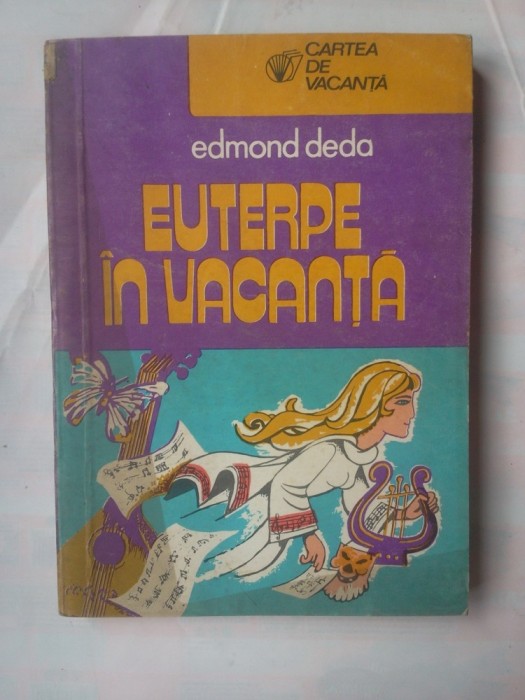 CARTEA
DE
VACANȚĂ
edmond deda
EUTERPE
ÎN VACANȚĂ